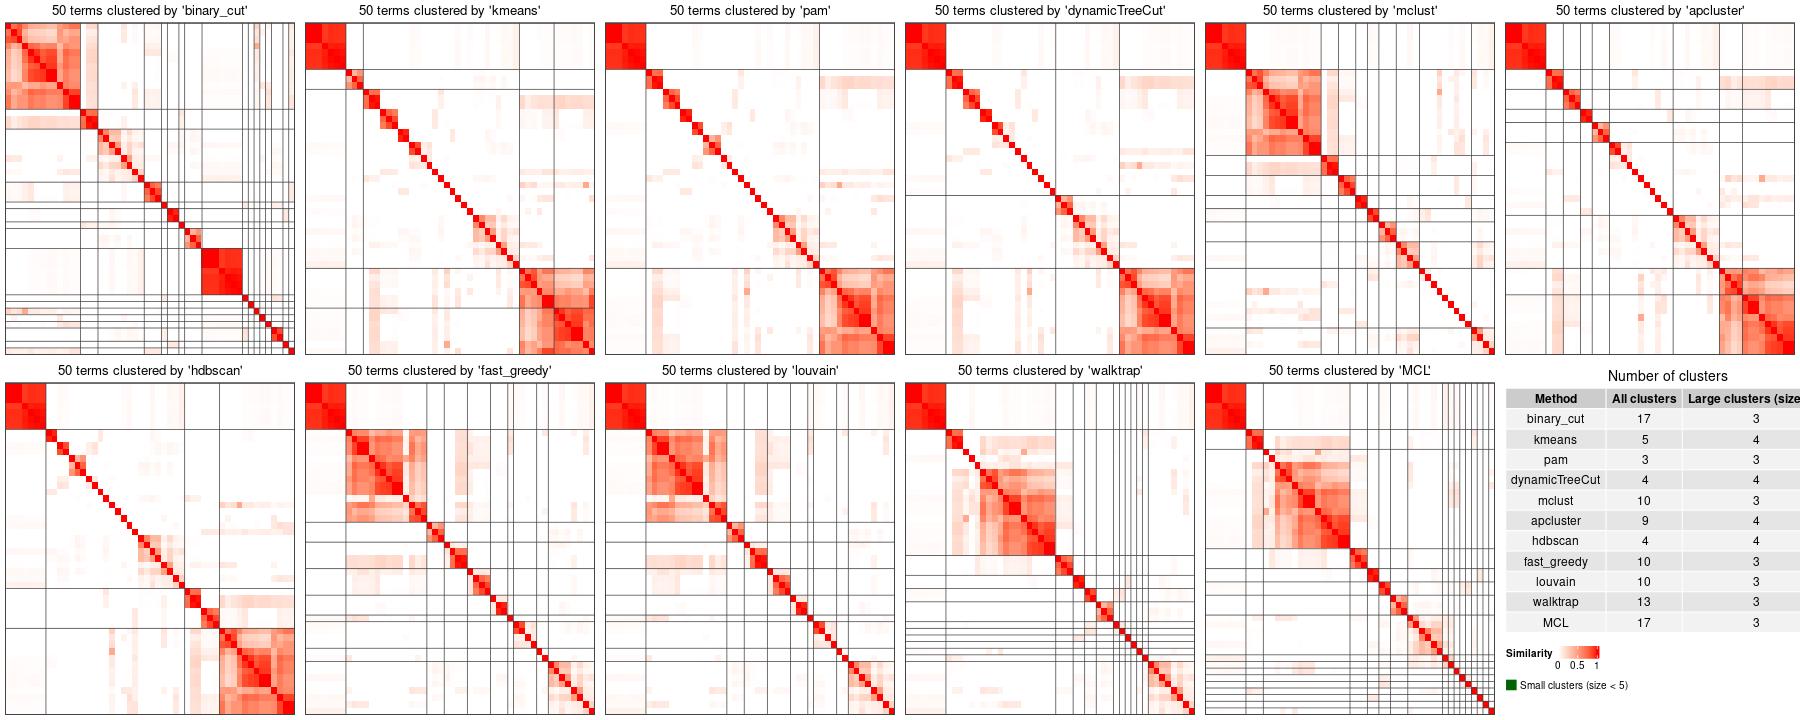 50 terms clustered by 'binary_cut'
50 terms clustered by 'kmeans'
50 terms clustered by 'pam'
50 terms clustered by 'dynamicTreeCut'
50 terms clustered by 'mclust'
50 terms clustered by 'apcluster'
50 terms clustered by 'hdbscan'
50 terms clustered by 'fast_greedy'
50 terms clustered by 'louvain'
50 terms clustered by 'walktrap'
50 terms clustered by 'MCL'
Number of clusters
Method All clusters Large clusters (size
binary_cut 17 3
kmeans 5 4
pam 3 3
dynamicTreeCut 4 4
mclust 10 3
apcluster 9 4
hdbscan 4 4
fast_greedy 10 3
louvain 10 3
walktrap 13 3
MCL 17 3
Similarity
0 0.5 1
Small clusters (size < 5)